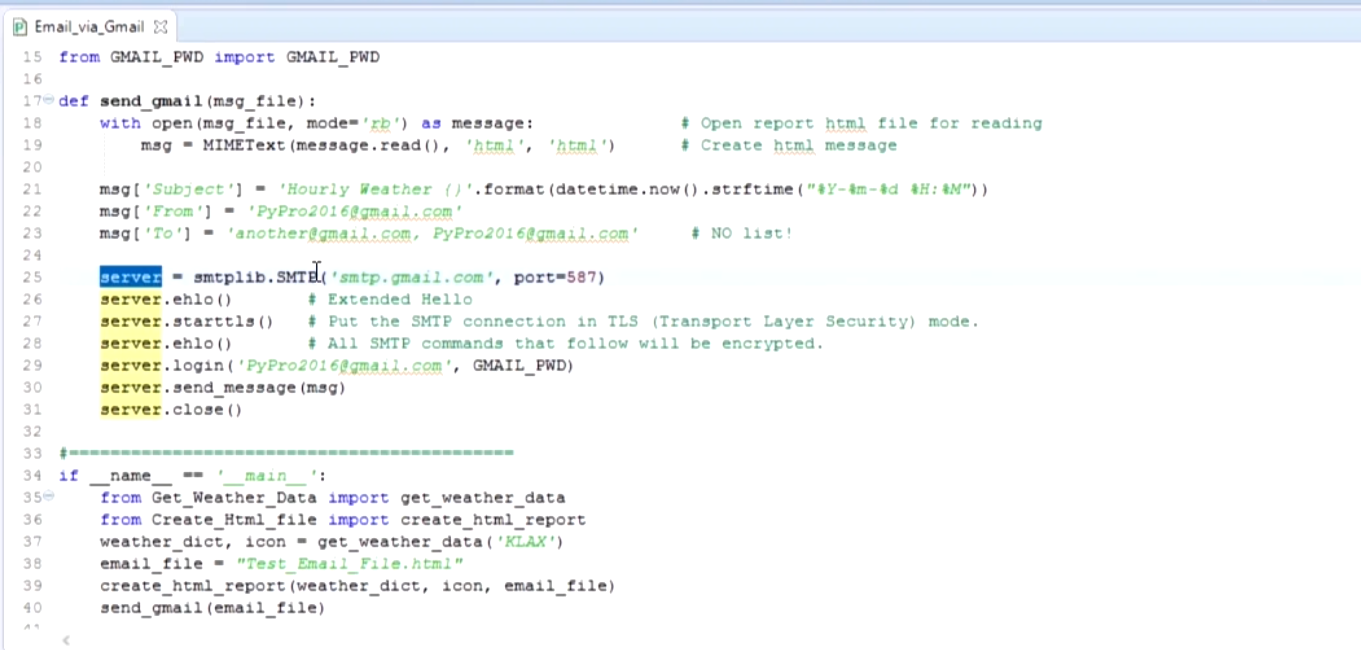 Email_via_Gmail
15 from GMAIL_PWD import GMAIL_PWD
16
17 def send_gmail(msg_file):
18     with open(msg_file, mode='rb') as message:                # Open report html file for reading
19         msg = MIMEText(message.read(), 'html', 'html')        # Create html message
20
21     msg['Subject'] = 'Hourly Weather {}'.format(datetime.now().strftime("%Y-%m-%d %H:%M"))
22     msg['From'] = 'PyPro2016@gmail.com'
23     msg['To'] = 'another@gmail.com, PyPro2016@gmail.com'      # NO list!
24
25     server = smtplib.SMTP('smtp.gmail.com', port=587)
26     server.ehlo()        # Extended Hello
27     server.starttls()    # Put the SMTP connection in TLS (Transport Layer Security) mode.
28     server.ehlo()        # All SMTP commands that follow will be encrypted.
29     server.login('PyPro2016@gmail.com', GMAIL_PWD)
30     server.send_message(msg)
31     server.close()
32
33 #===========================================
34 if __name__ == '__main__':
35     from Get_Weather_Data import get_weather_data
36     from Create_Html_file import create_html_report
37     weather_dict, icon = get_weather_data('KLAX')
38     email_file = "Test_Email_File.html"
39     create_html_report(weather_dict, icon, email_file)
40     send_gmail(email_file)